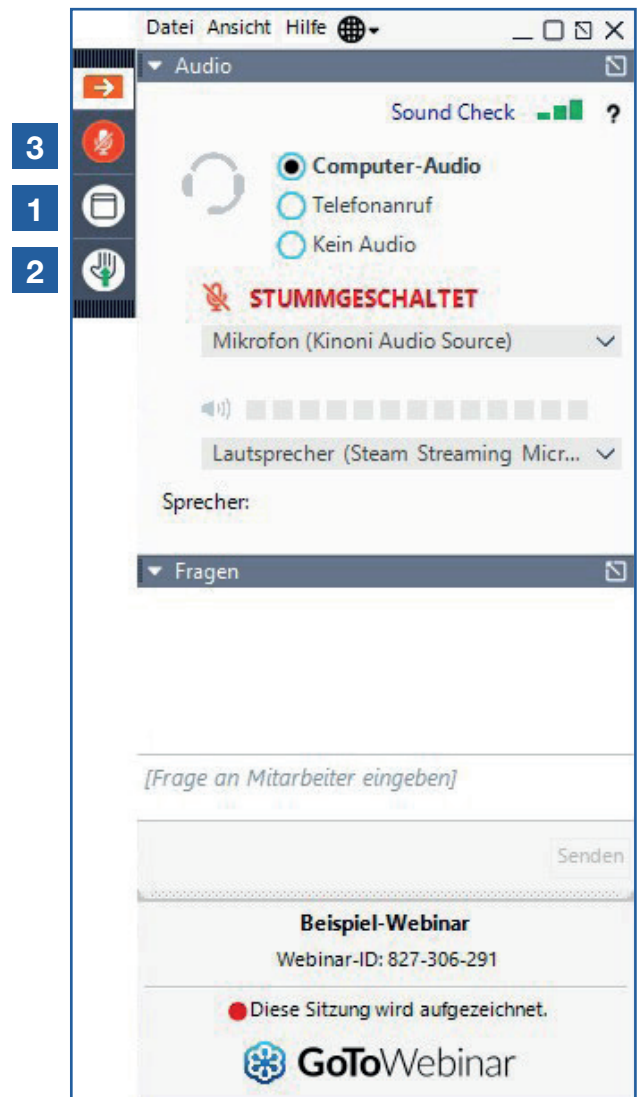 Datei Ansicht Hilfe
Audio
Sound Check ?
3
Computer-Audio
1
Telefonanruf
2
Kein Audio
STUMMGESCHALTET
Mikrofon (Kinoni Audio Source)
Lautsprecher (Steam Streaming Micr...
Sprecher:
Fragen
[Frage an Mitarbeiter eingeben]
Senden
Beispiel-Webinar
Webinar-ID: 827-306-291
Diese Sitzung wird aufgezeichnet.
GoToWebinar